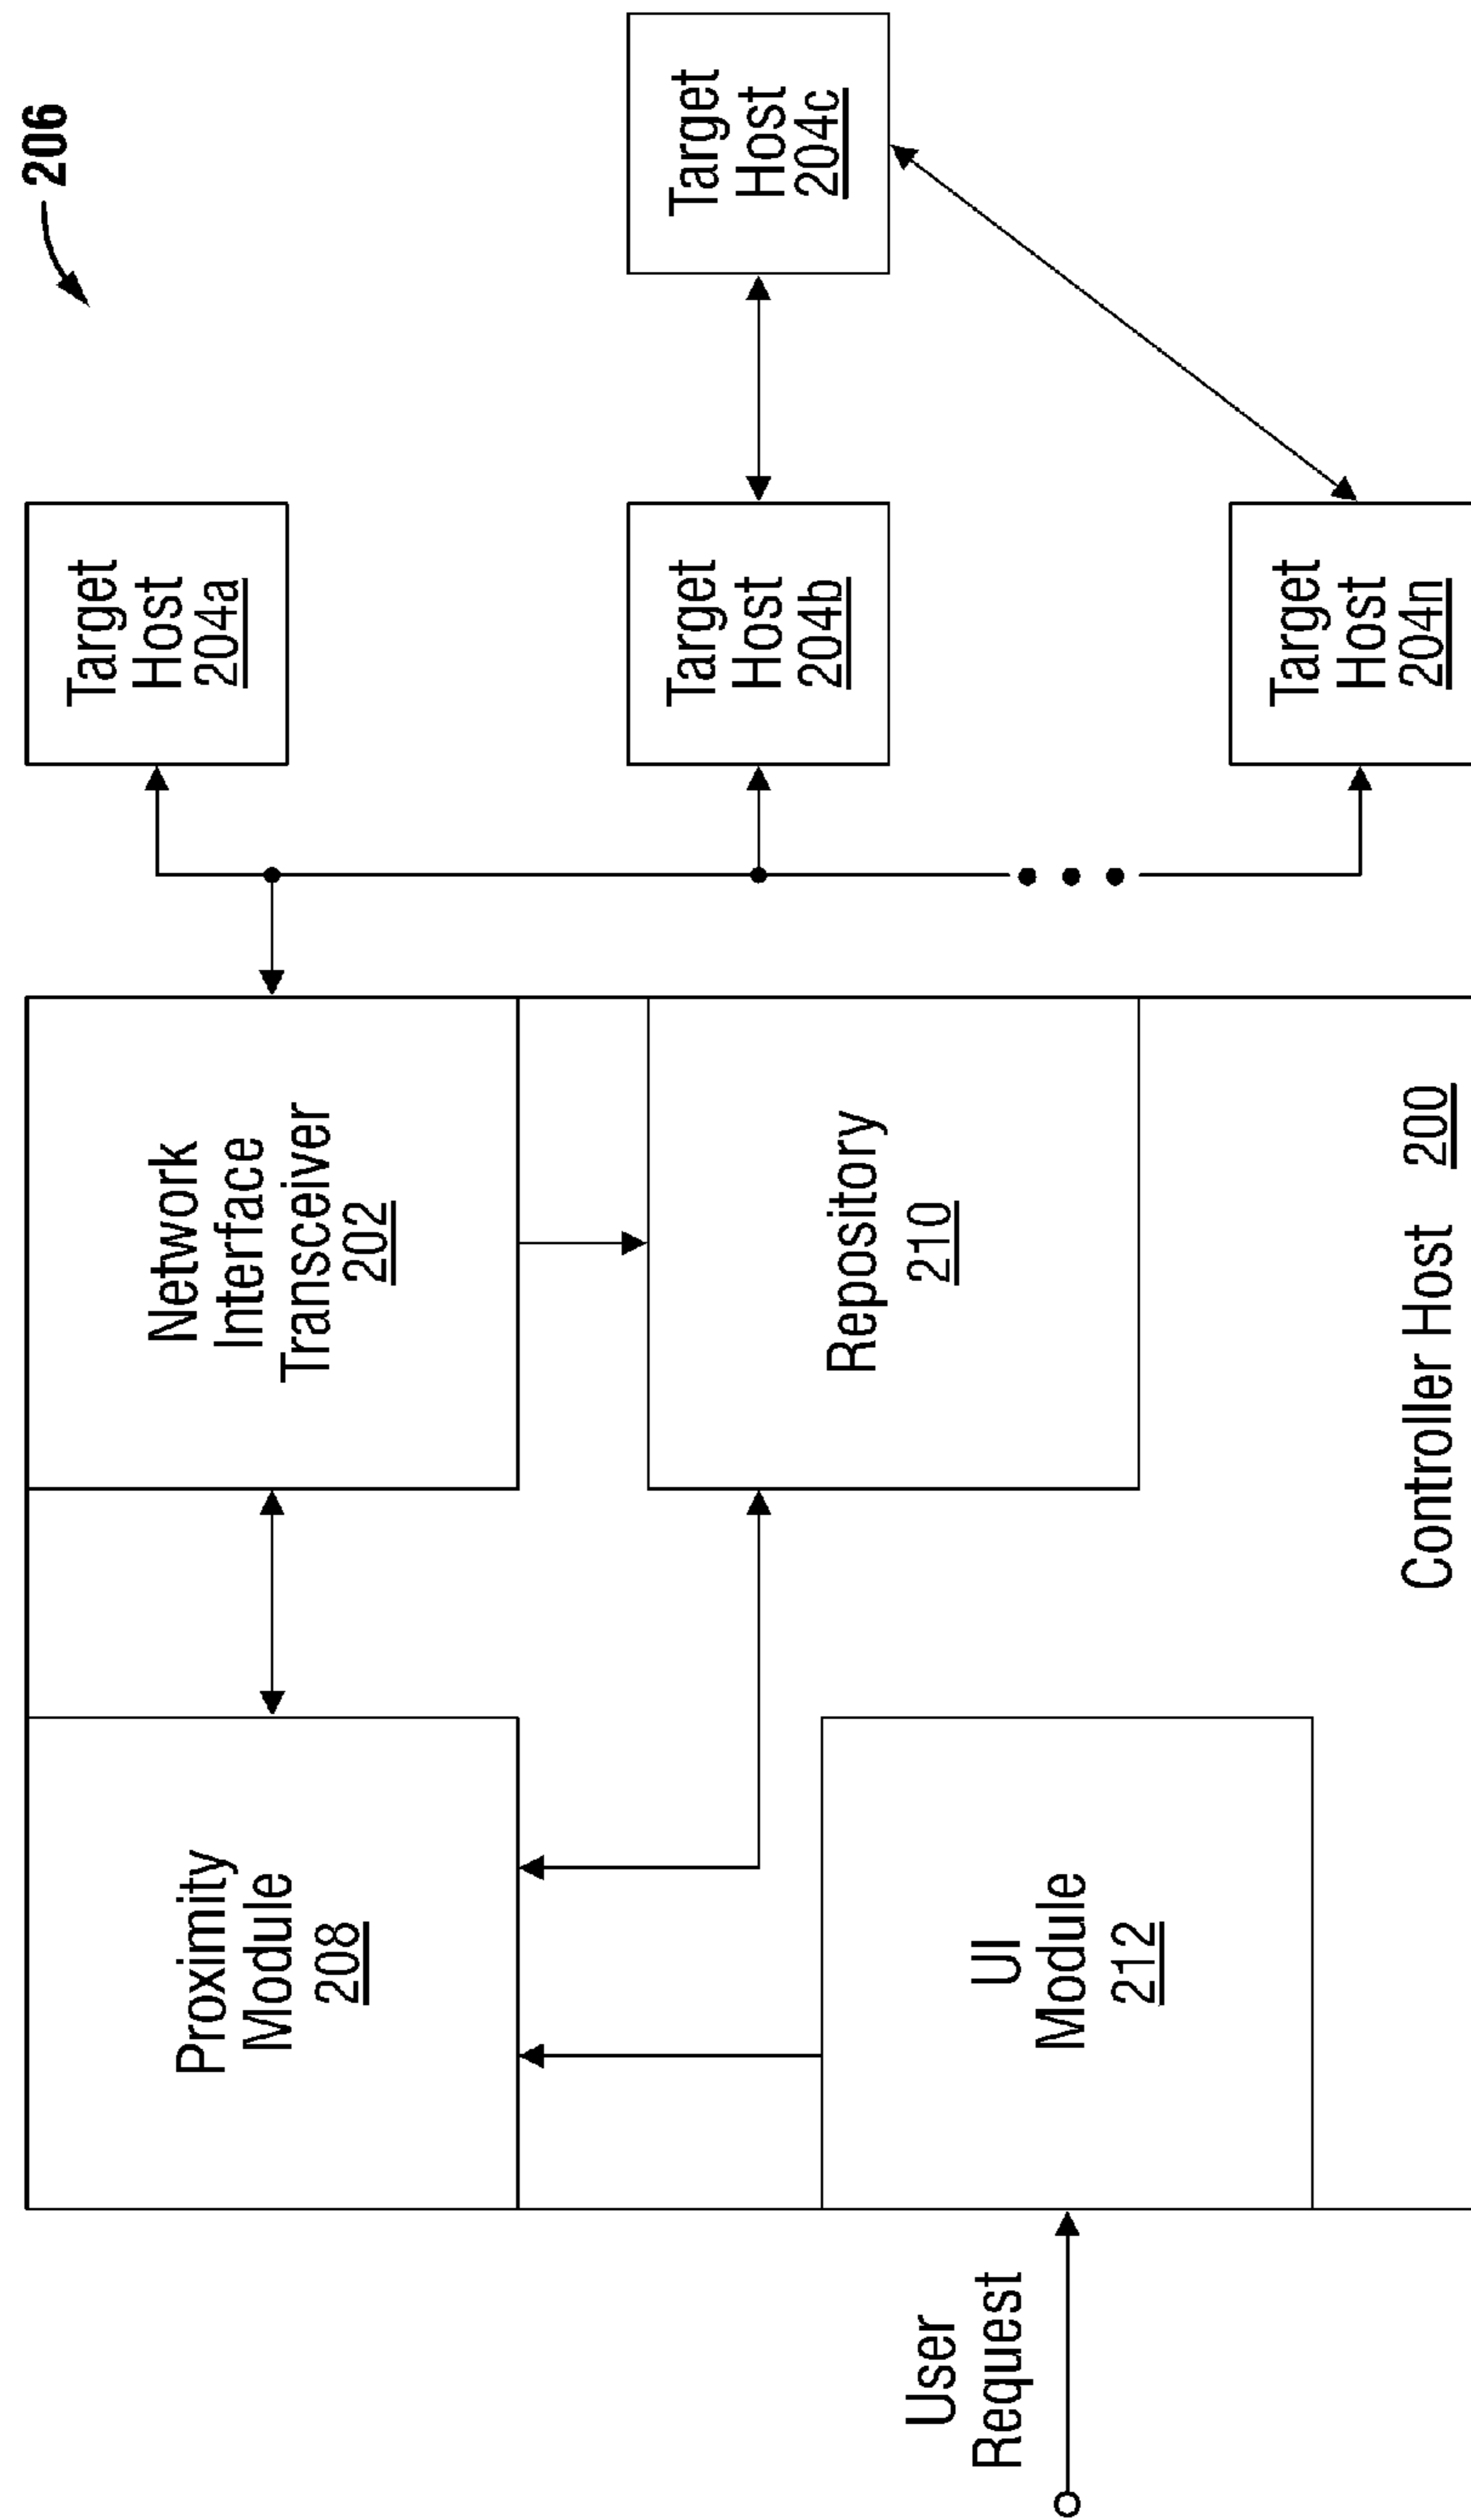 206
Proximity
Module
208
Network
Interface
Transceiver
202
Target
Host
204a
User
Request
UI
Module
212
Repository
210
Target
Host
204b
Target
Host
204c
Controller Host 200
Target
Host
204n